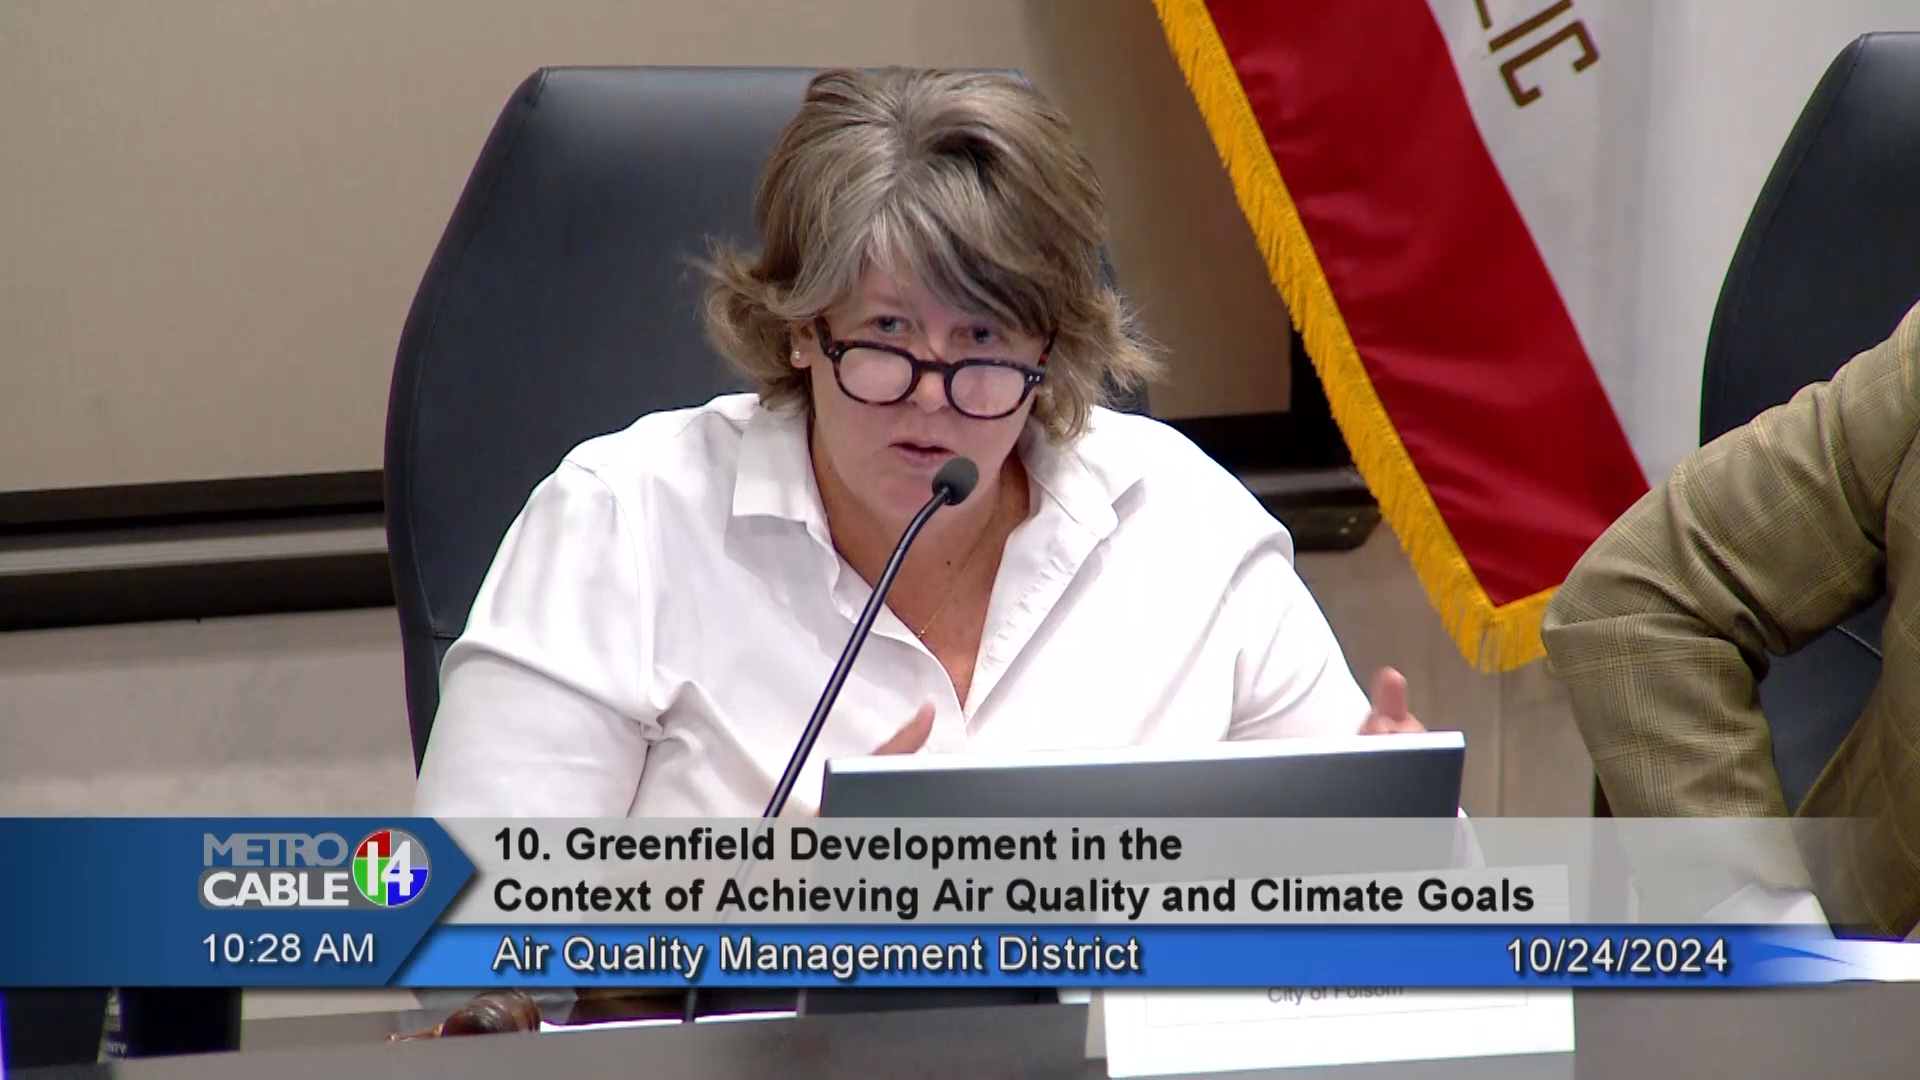 METRO
CABLE 14
10:28 AM
10. Greenfield Development in the
Context of Achieving Air Quality and Climate Goals
Air Quality Management District
10/24/2024
City of Folsom
LIC